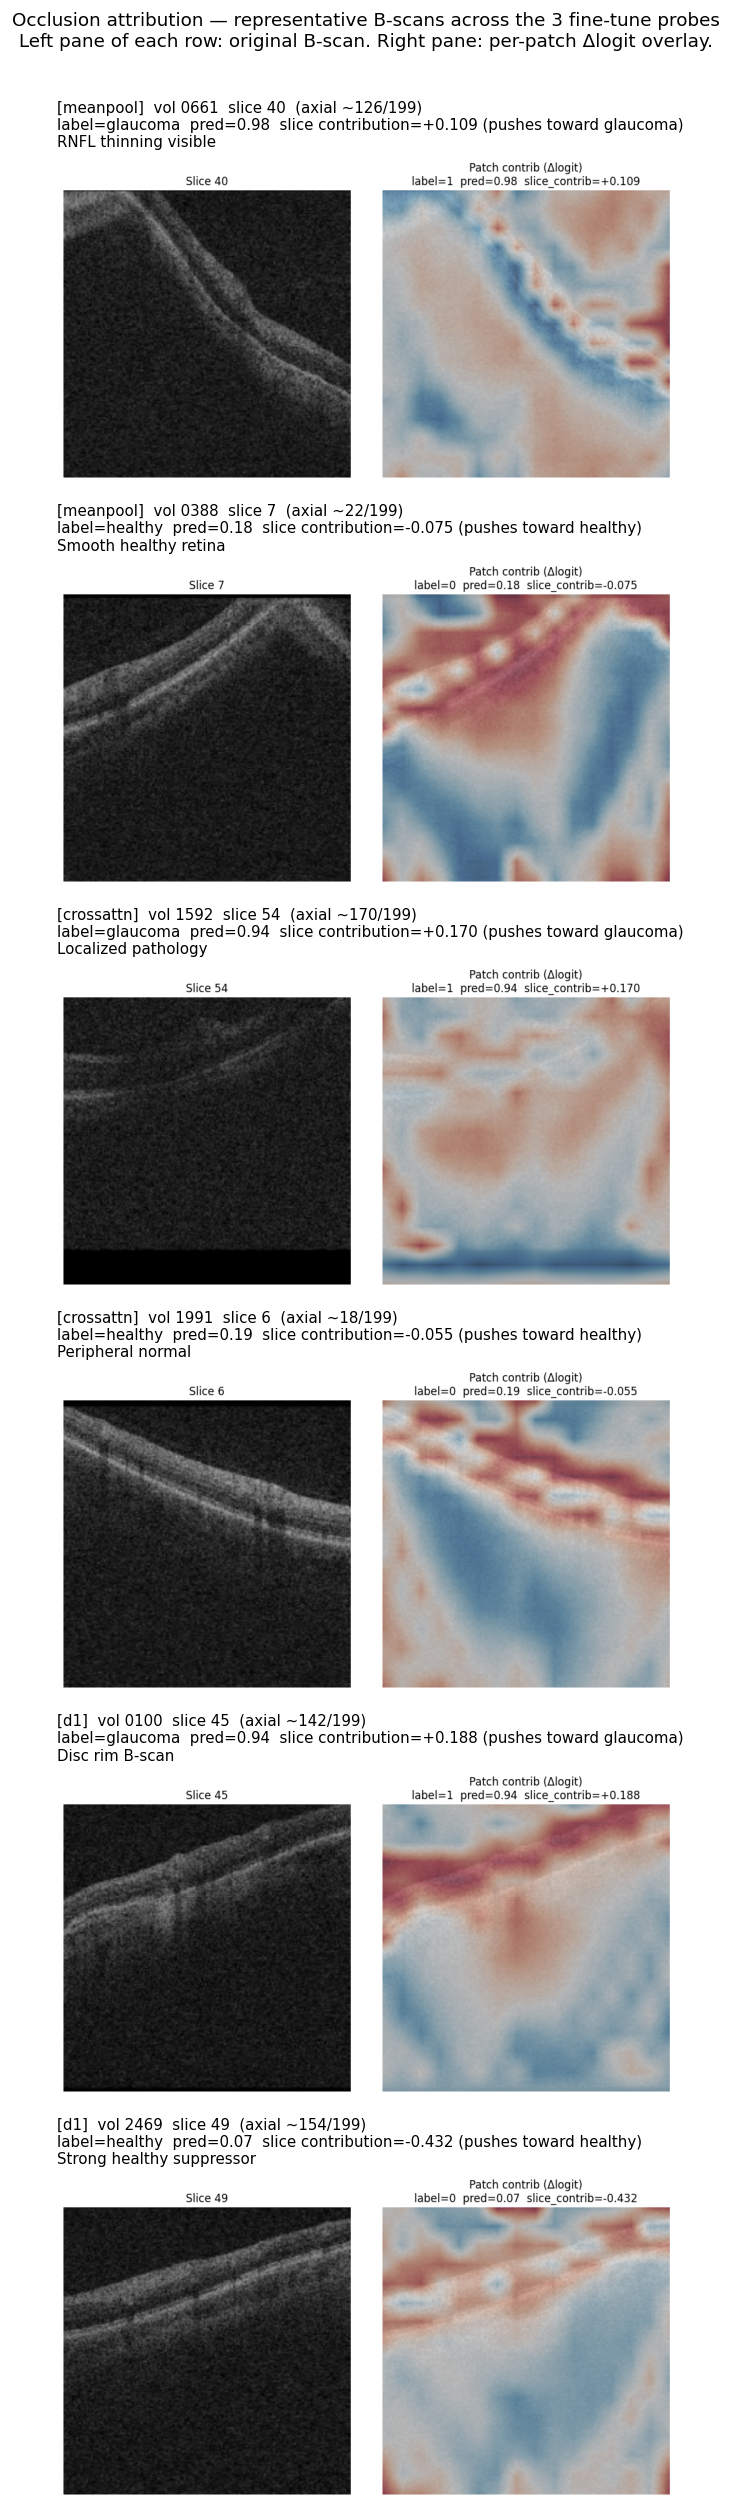 Occlusion attribution — representative B-scans across the 3 fine-tune probes
Left pane of each row: original B-scan. Right pane: per-patch Δlogit overlay.
[meanpool]  vol 0661  slice 40  (axial ~126/199)
label=glaucoma  pred=0.98  slice contribution=+0.109 (pushes toward glaucoma)
RNFL thinning visible
Slice 40
Patch contrib (Δlogit)
label=1  pred=0.98  slice_contrib=+0.109
[meanpool]  vol 0388  slice 7  (axial ~22/199)
label=healthy  pred=0.18  slice contribution=-0.075 (pushes toward healthy)
Smooth healthy retina
Slice 7
Patch contrib (Δlogit)
label=0  pred=0.18  slice_contrib=-0.075
[crossattn]  vol 1592  slice 54  (axial ~170/199)
label=glaucoma  pred=0.94  slice contribution=+0.170 (pushes toward glaucoma)
Localized pathology
Slice 54
Patch contrib (Δlogit)
label=1  pred=0.94  slice_contrib=+0.170
[crossattn]  vol 1991  slice 6  (axial ~18/199)
label=healthy  pred=0.19  slice contribution=-0.055 (pushes toward healthy)
Peripheral normal
Slice 6
Patch contrib (Δlogit)
label=0  pred=0.19  slice_contrib=-0.055
[d1]  vol 0100  slice 45  (axial ~142/199)
label=glaucoma  pred=0.94  slice contribution=+0.188 (pushes toward glaucoma)
Disc rim B-scan
Slice 45
Patch contrib (Δlogit)
label=1  pred=0.94  slice_contrib=+0.188
[d1]  vol 2469  slice 49  (axial ~154/199)
label=healthy  pred=0.07  slice contribution=-0.432 (pushes toward healthy)
Strong healthy suppressor
Slice 49
Patch contrib (Δlogit)
label=0  pred=0.07  slice_contrib=-0.432